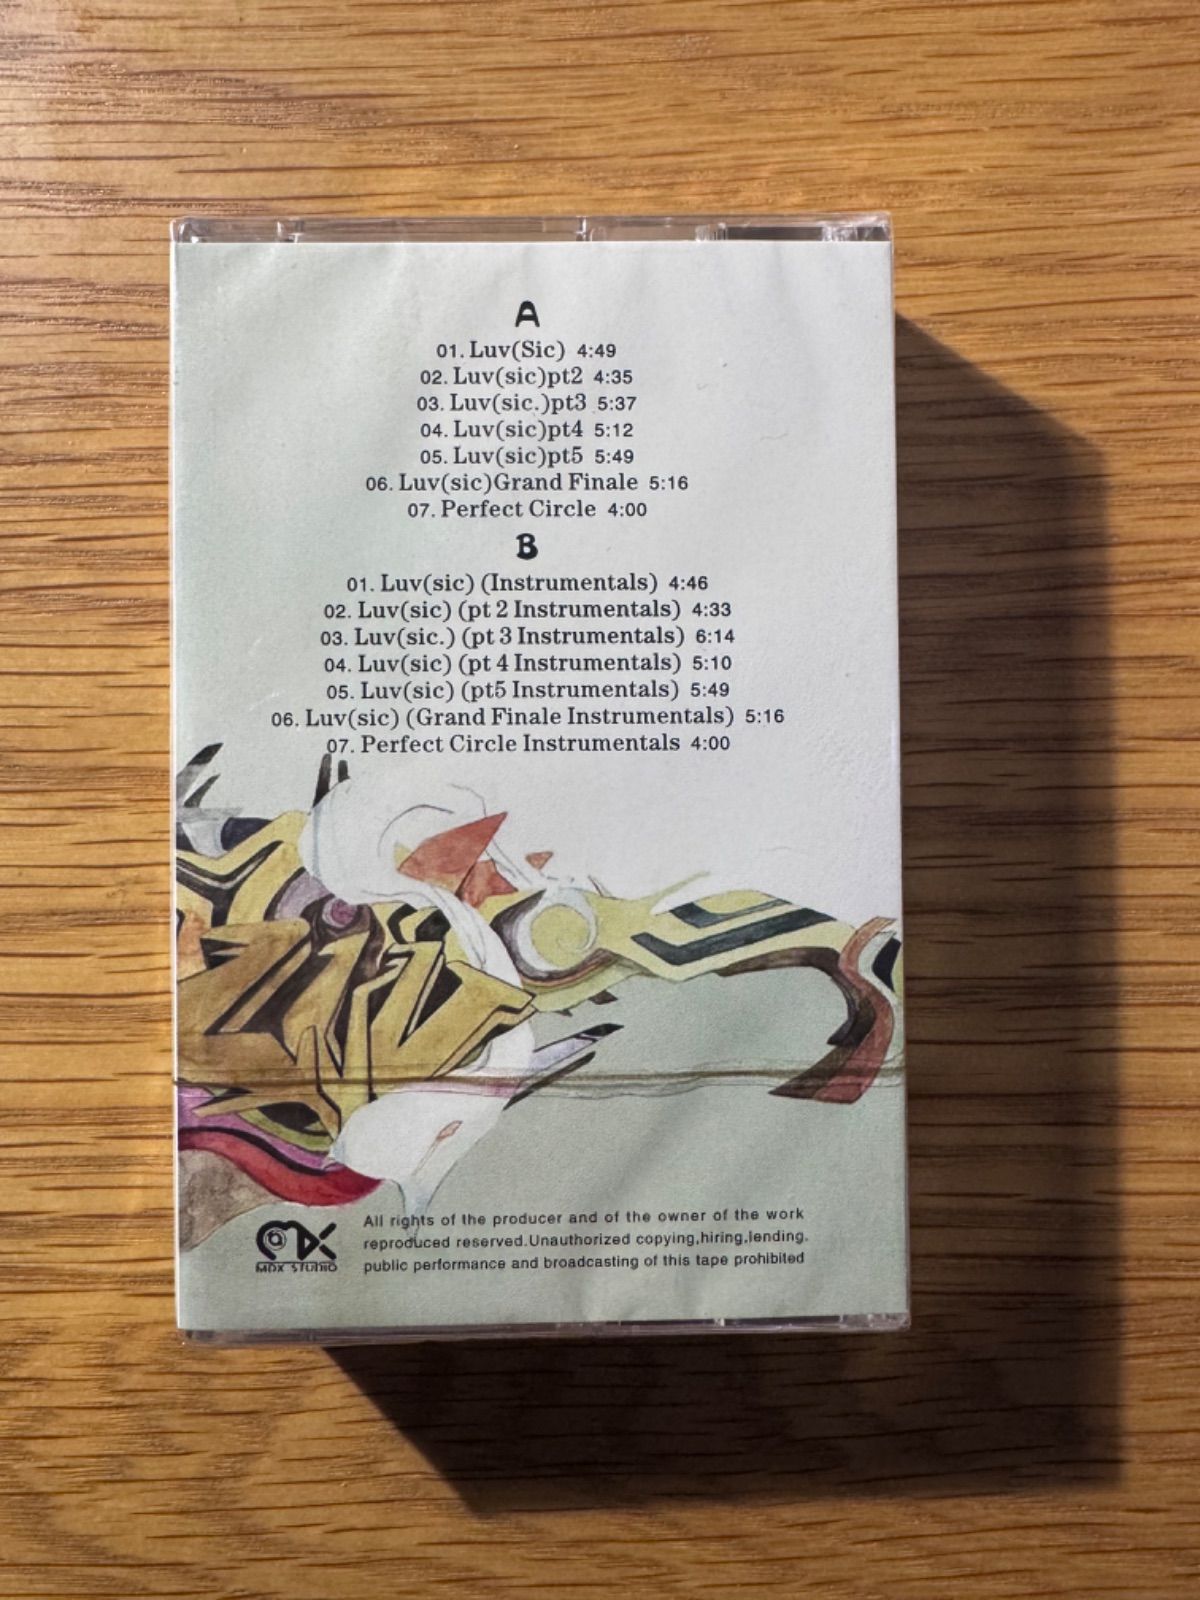 A
01. Luv(Sic) 4:49
02. Luv(sic)pt2 4:35
03. Luv(sic.)pt3 5:37
04. Luv(sic)pt4 5:12
05. Luv(sic)pt5 5:49
06. Luv(sic)Grand Finale 5:16
07. Perfect Circle 4:00
B
01. Luv(sic) (Instrumentals) 4:46
02. Luv(sic) (pt 2 Instrumentals) 4:33
03. Luv(sic.) (pt 3 Instrumentals) 6:14
04. Luv(sic) (pt 4 Instrumentals) 5:10
05. Luv(sic) (pt5 Instrumentals) 5:49
06. Luv(sic) (Grand Finale Instrumentals) 5:16
07. Perfect Circle Instrumentals 4:00
MDX STUDIO
All rights of the producer and of the owner of the work
reproduced reserved.Unauthorized copying,hiring,lending.
public performance and broadcasting of this tape prohibited